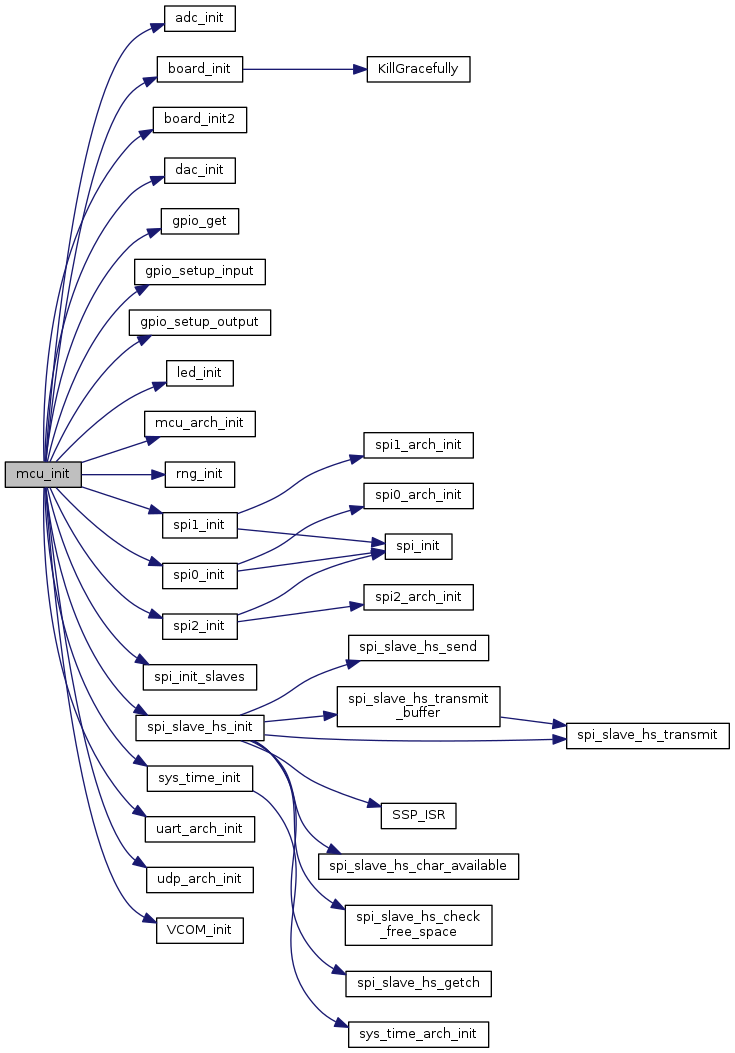 mcu_init
adc_init
board_init
KillGracefully
board_init2
dac_init
gpio_get
gpio_setup_input
gpio_setup_output
led_init
mcu_arch_init
rng_init
spi1_init
spi0_init
spi2_init
spi_init_slaves
spi_slave_hs_init
sys_time_init
uart_arch_init
udp_arch_init
VCOM_init
spi1_arch_init
spi0_arch_init
spi_init
spi2_arch_init
spi_slave_hs_send
spi_slave_hs_transmit
_buffer
spi_slave_hs_transmit
SSP_ISR
spi_slave_hs_char_available
spi_slave_hs_check
_free_space
spi_slave_hs_getch
sys_time_arch_init